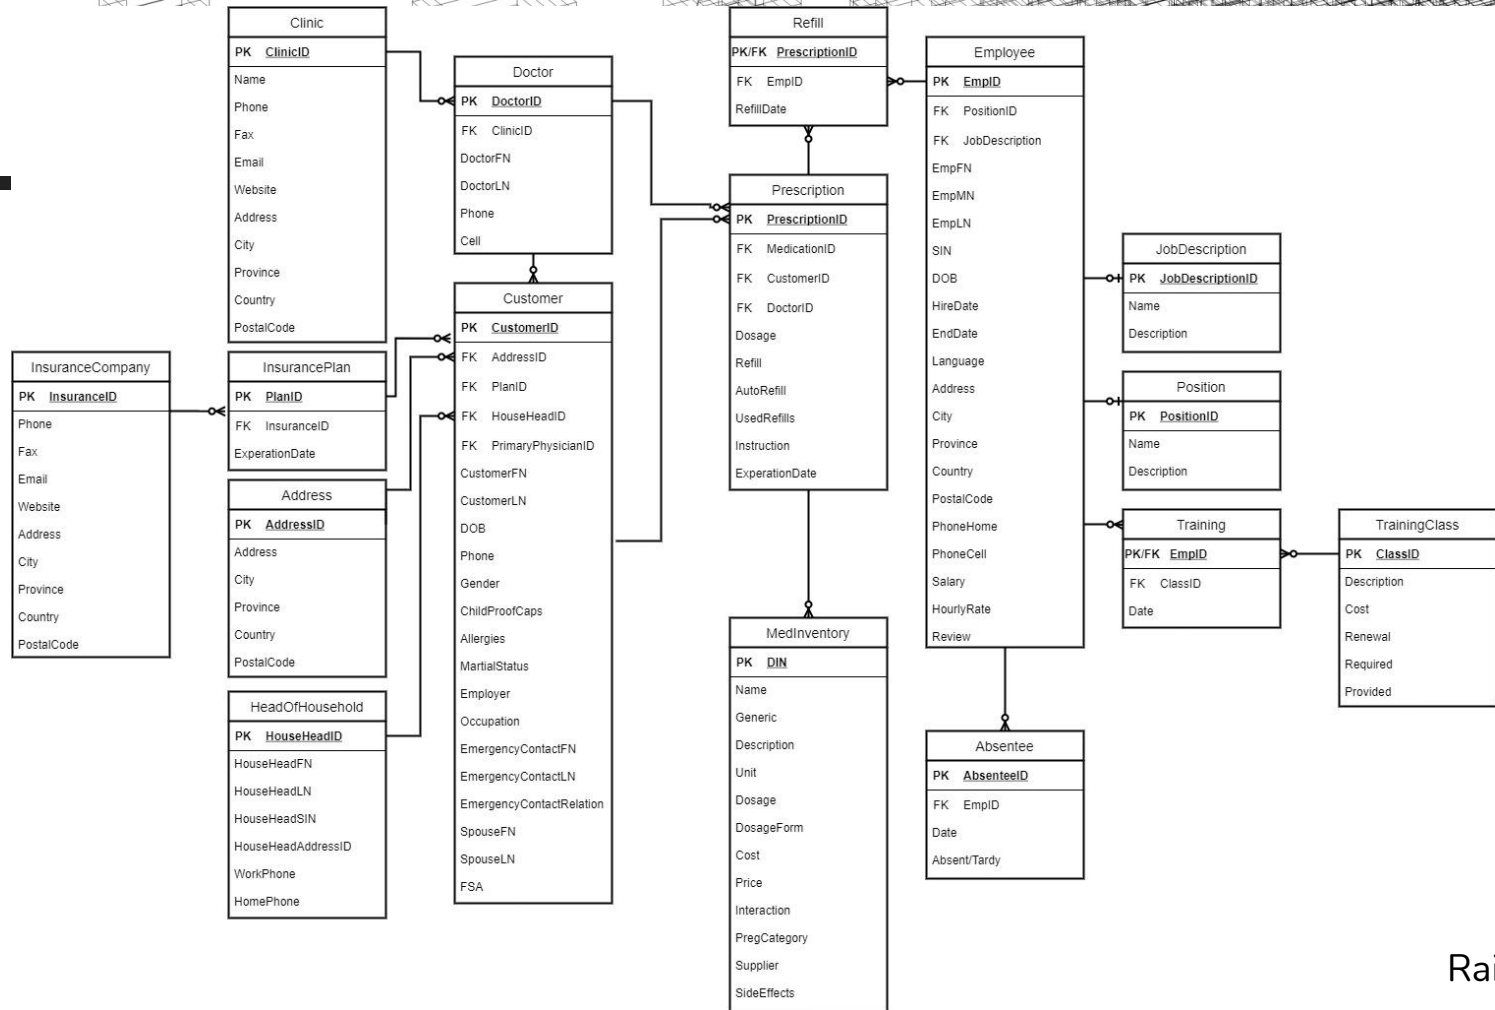 Clinic
PK ClinicID
Name
Phone
Fax
Email
Website
Address
City
Province
Country
PostalCode
Doctor
PK DoctorID
FK ClinicID
DoctorFN
DoctorLN
Phone
Cell
Refill
PK/FK PrescriptionID
FK EmpID
RefillDate
Employee
PK EmpID
FK PositionID
FK JobDescription
EmpFN
EmpMN
EmpLN
SIN
DOB
HireDate
EndDate
Language
Address
City
Province
Country
PostalCode
PhoneHome
PhoneCell
Salary
HourlyRate
Review
Prescription
PK PrescriptionID
FK MedicationID
FK CustomerID
FK DoctorID
Dosage
Refill
AutoRefill
UsedRefills
Instruction
ExperationDate
JobDescription
PK JobDescriptionID
Name
Description
Customer
PK CustomerID
FK AddressID
FK PlanID
FK HouseHeadID
FK PrimaryPhysicianID
CustomerFN
CustomerLN
DOB
Phone
Gender
ChildProofCaps
Allergies
MartialStatus
Employer
Occupation
EmergencyContactFN
EmergencyContactLN
EmergencyContactRelation
SpouseFN
SpouseLN
FSA
InsuranceCompany
PK InsuranceID
Phone
Fax
Email
Website
Address
City
Province
Country
PostalCode
InsurancePlan
PK PlanID
FK InsuranceID
ExperationDate
Position
PK PositionID
Name
Description
Address
PK AddressID
Address
City
Province
Country
PostalCode
Training
PK/FK EmpID
FK ClassID
Date
TrainingClass
PK ClassID
Description
Cost
Renewal
Required
Provided
MedInventory
PK DIN
Name
Generic
Description
Unit
Dosage
DosageForm
Cost
Price
Interaction
PregCategory
Supplier
SideEffects
HeadOfHousehold
PK HouseHeadID
HouseHeadFN
HouseHeadLN
HouseHeadSIN
HouseHeadAddressID
WorkPhone
HomePhone
Absentee
PK AbsenteeID
FK EmpID
Date
Absent/Tardy
Rai